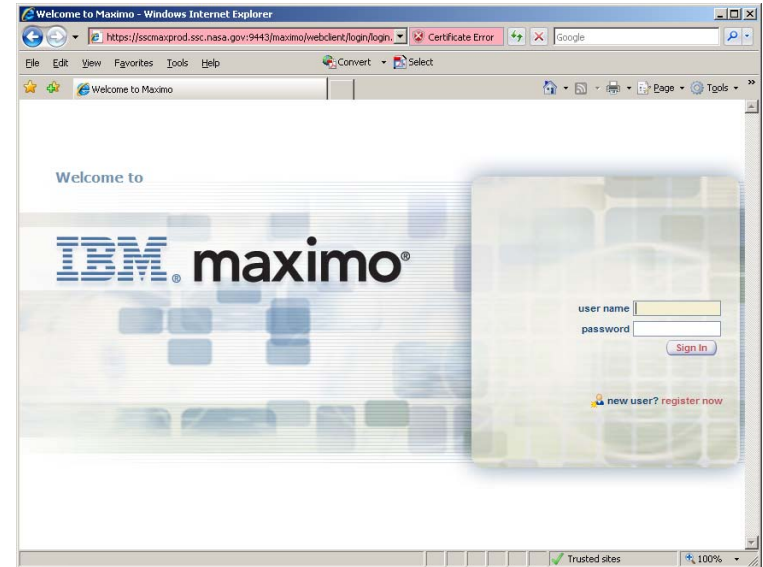 Welcome to Maximo - Windows Internet Explorer
https://sscmaxprod.ssc.nasa.gov:9443/maximo/webclient/login/login. Certificate Error Google
File Edit View Favorites Tools Help Convert Select
Welcome to Maximo Page Tools »
Welcome to
IBM® maximo®
user name
password
Sign In
new user? register now
Trusted sites 100%